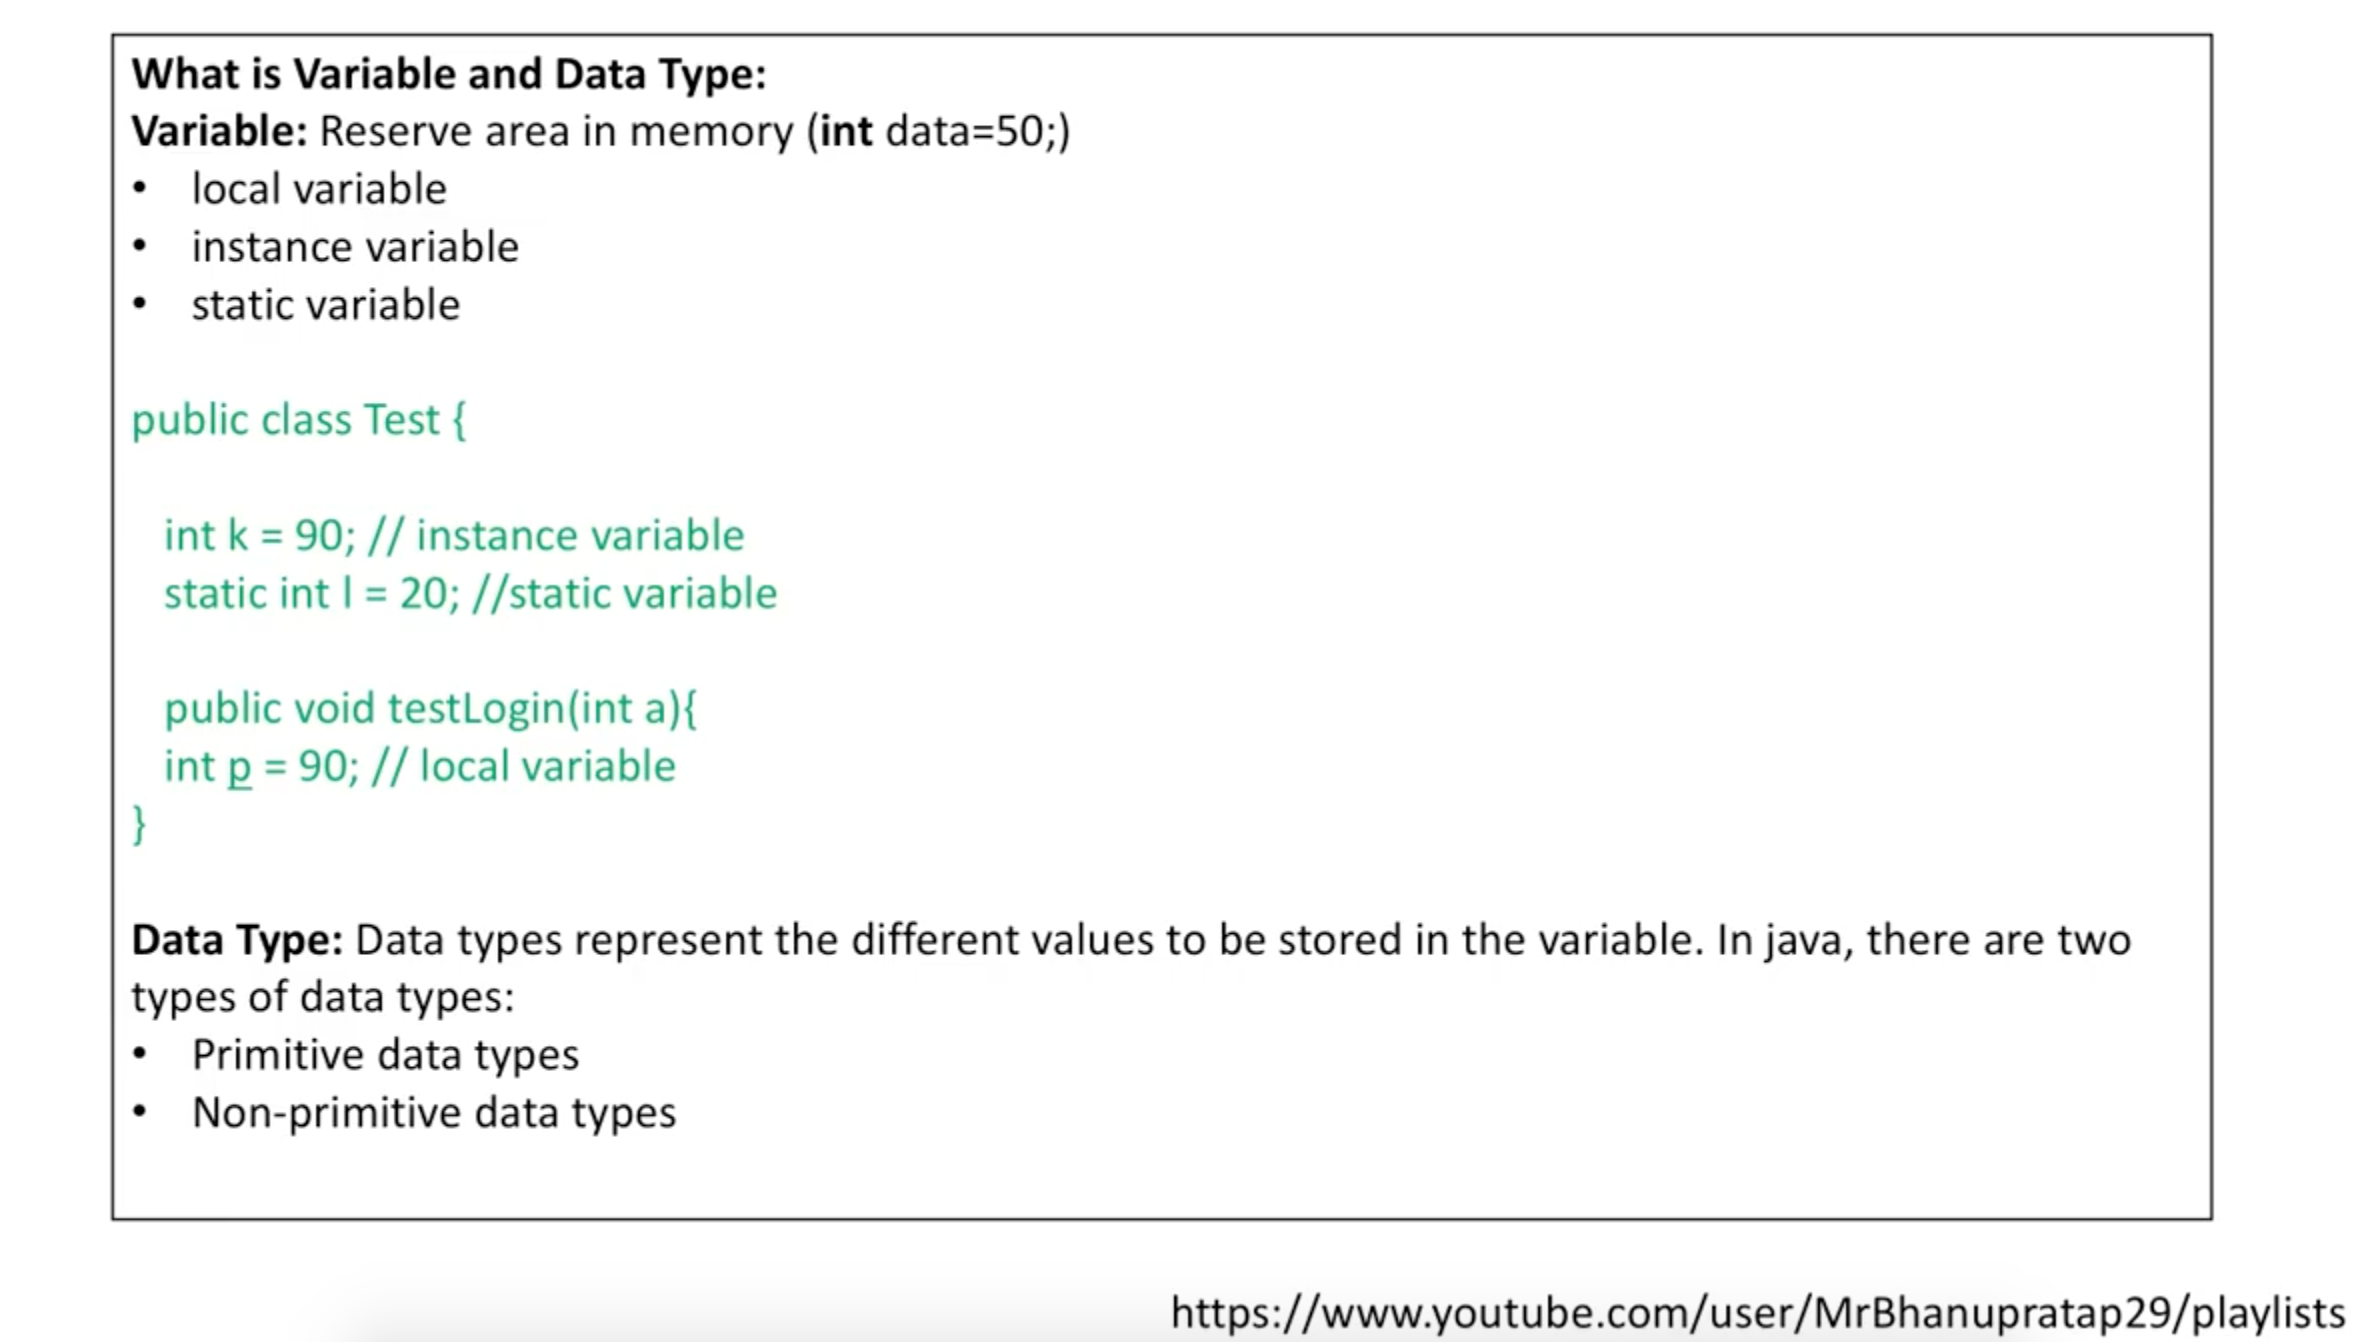 What is Variable and Data Type:
Variable: Reserve area in memory (int data=50;)
• local variable
• instance variable
• static variable
public class Test {
int k = 90; // instance variable
static int l = 20; //static variable
public void testLogin(int a){
int p = 90; // local variable
}
Data Type: Data types represent the different values to be stored in the variable. In java, there are two
types of data types:
• Primitive data types
• Non-primitive data types
https://www.youtube.com/user/MrBhanupratap29/playlists